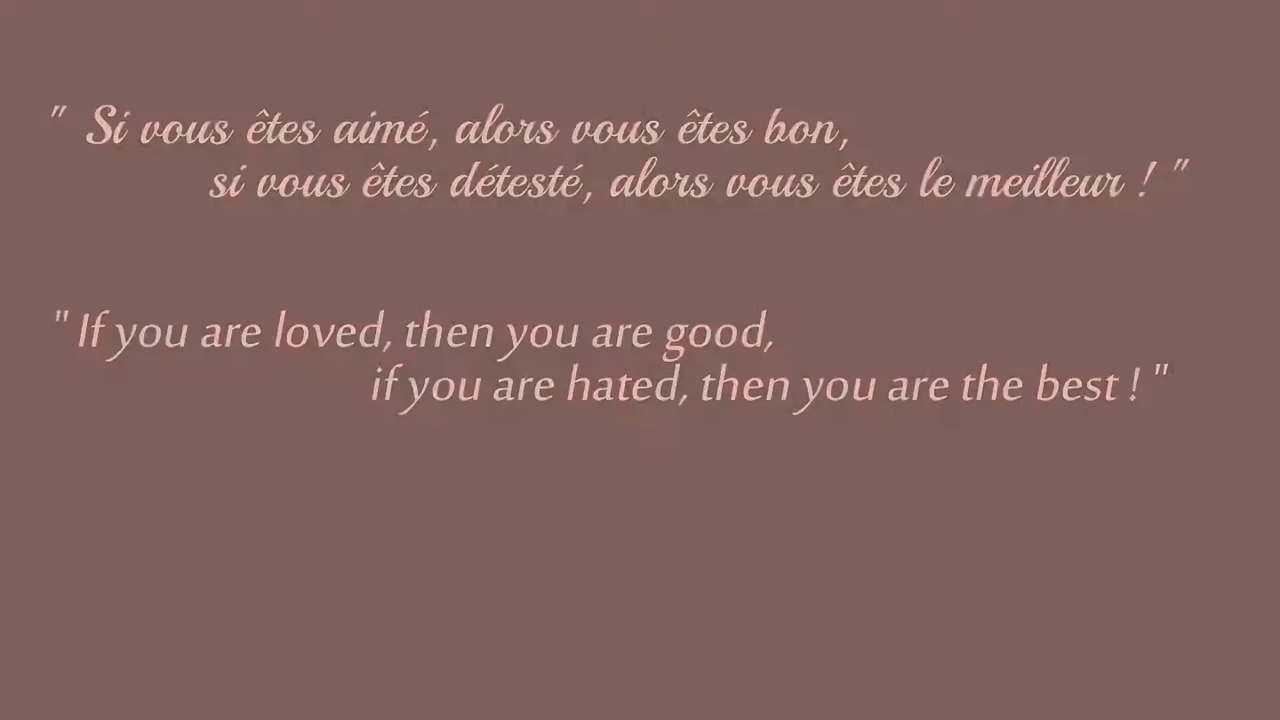 " Si vous êtes aimé, alors vous êtes bon,
si vous êtes détesté, alors vous êtes le meilleur ! "
" If you are loved, then you are good,
if you are hated, then you are the best ! "